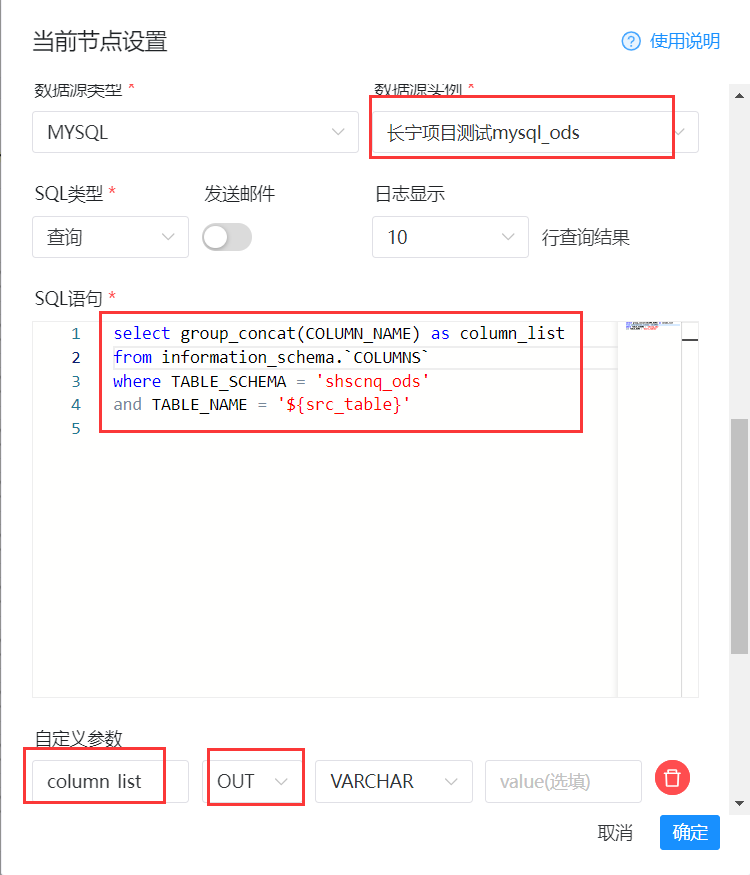 当前节点设置
使用说明
数据源类型 *
数据源实例 *
MYSQL
长宁项目测试mysql_ods
SQL类型 *
发送邮件
日志显示
查询
10
行查询结果
SQL语句 *
1 select group_concat(COLUMN_NAME) as column_list
2 from information_schema.`COLUMNS`
3 where TABLE_SCHEMA = 'shscnq_ods'
4 and TABLE_NAME = '${src_table}'
5
自定义参数
column_list
OUT
VARCHAR
value(选填)
取消
确定